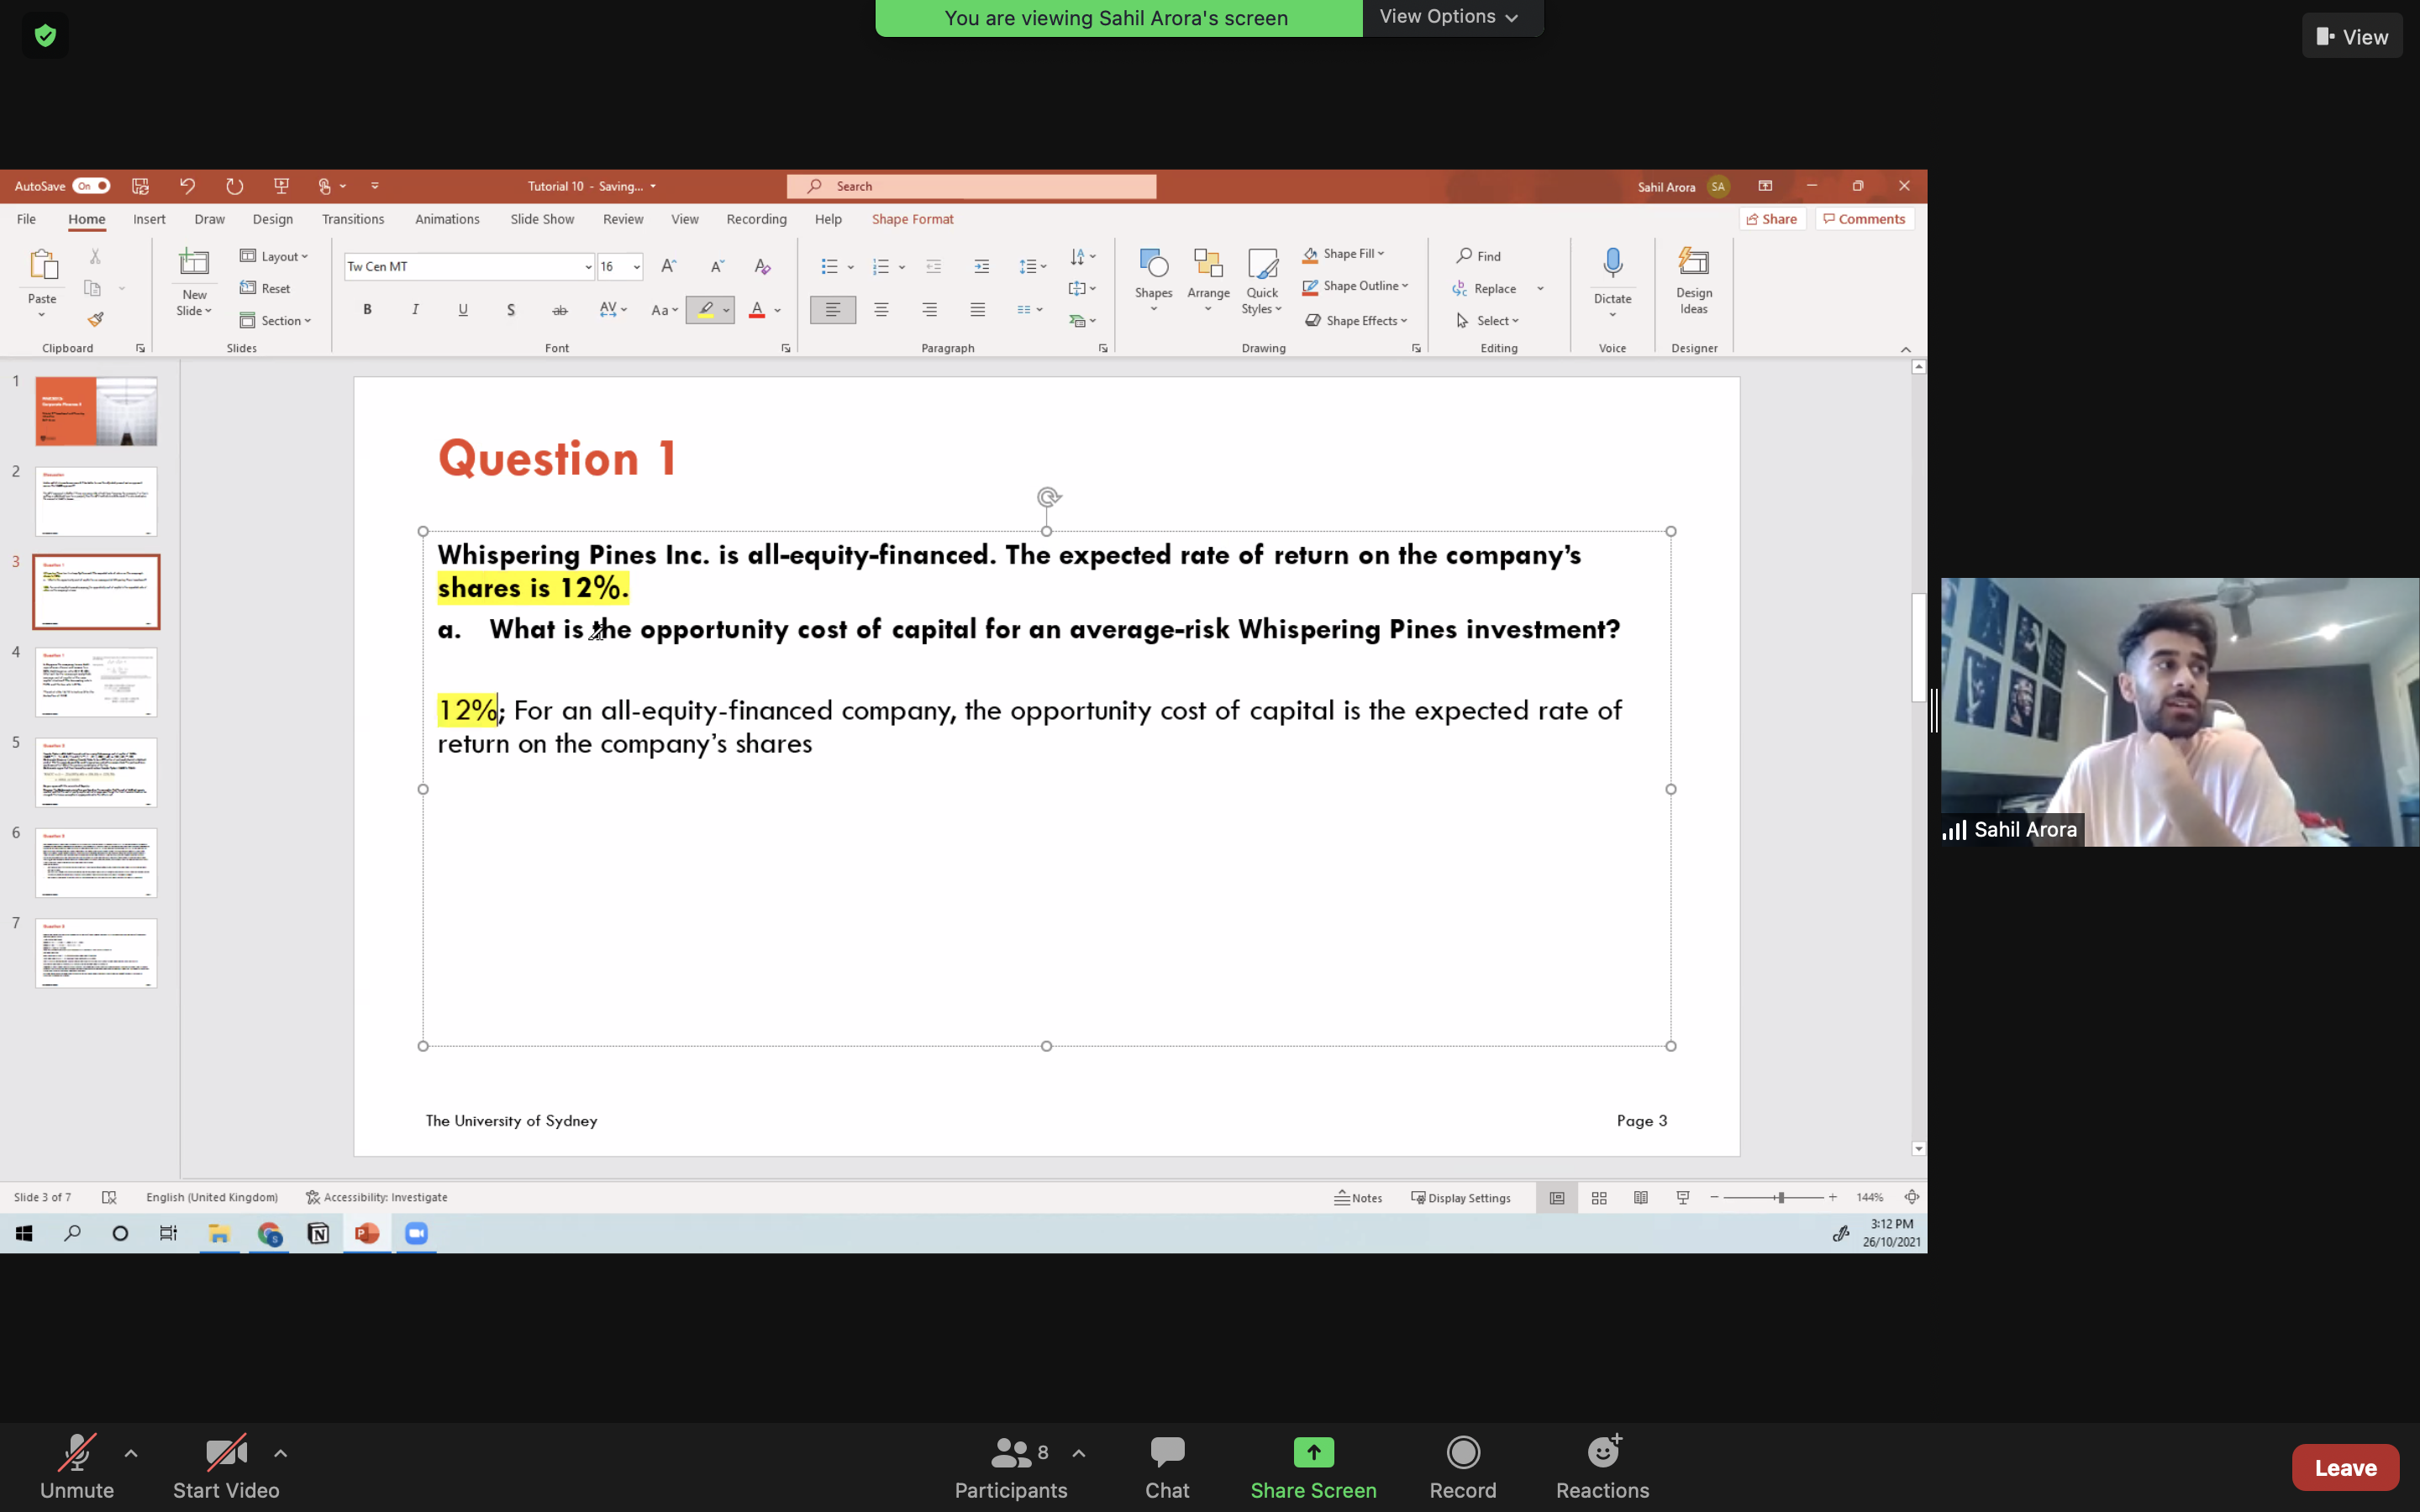 You are viewing Sahil Arora's screen View Options
View
AutoSave On
Tutorial 10 - Saving...
Search
Sahil Arora SA
File Home Insert Draw Design Transitions Animations Slide Show Review View Recording Help Shape Format
Share Comments
Paste
Clipboard
New Slide
Layout
Reset
Section
Slides
Tw Cen MT 16
B I U S ab AV Aa A
Font
Paragraph
Shapes
Arrange
Quick Styles
Shape Fill
Shape Outline
Shape Effects
Drawing
Find
Replace
Select
Editing
Dictate
Voice
Design Ideas
Designer
1
2
3
4
5
6
7
Question 1
Whispering Pines Inc. is all-equity-financed. The expected rate of return on the company's
shares is 12%.
a. What is the opportunity cost of capital for an average-risk Whispering Pines investment?
12%; For an all-equity-financed company, the opportunity cost of capital is the expected rate of
return on the company's shares
The University of Sydney Page 3
Sahil Arora
Slide 3 of 7 English (United Kingdom) Accessibility: Investigate Notes Display Settings 144%
3:12 PM
26/10/2021
Unmute Start Video 8 Participants Chat Share Screen Record Reactions Leave